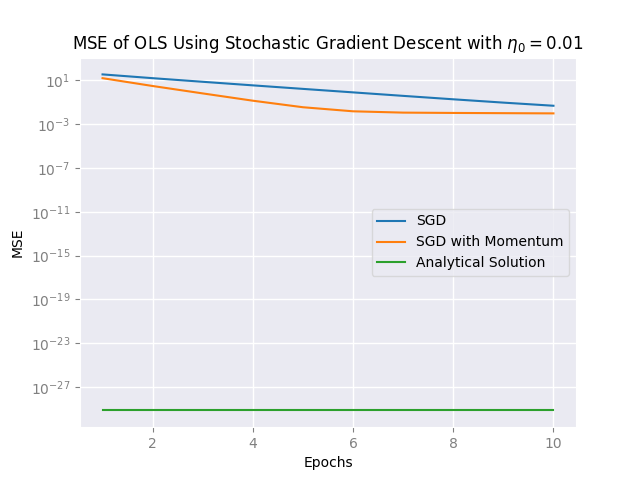 MSE of OLS Using Stochastic Gradient Descent with η₀ = 0.01
10¹
10⁻³
10⁻⁷
10⁻¹¹
10⁻¹⁵
10⁻¹⁹
10⁻²³
10⁻²⁷
MSE
SGD
SGD with Momentum
Analytical Solution
2 4 6 8 10
Epochs